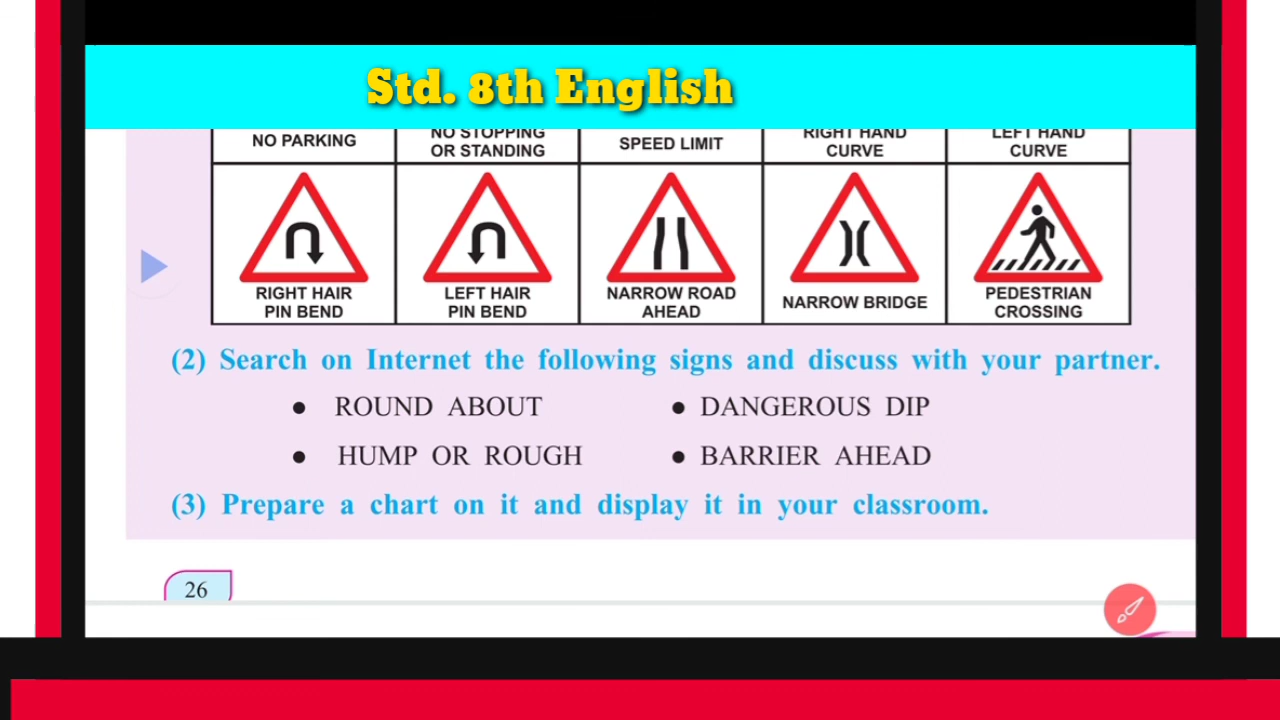 Std. 8th English
NO PARKING
NO STOPPING
OR STANDING
SPEED LIMIT
RIGHT HAND
CURVE
LEFT HAND
CURVE
RIGHT HAIR
PIN BEND
LEFT HAIR
PIN BEND
NARROW ROAD
AHEAD
NARROW BRIDGE
PEDESTRIAN
CROSSING
(2) Search on Internet the following signs and discuss with your partner.
● ROUND ABOUT
● DANGEROUS DIP
● HUMP OR ROUGH
● BARRIER AHEAD
(3) Prepare a chart on it and display it in your classroom.
26